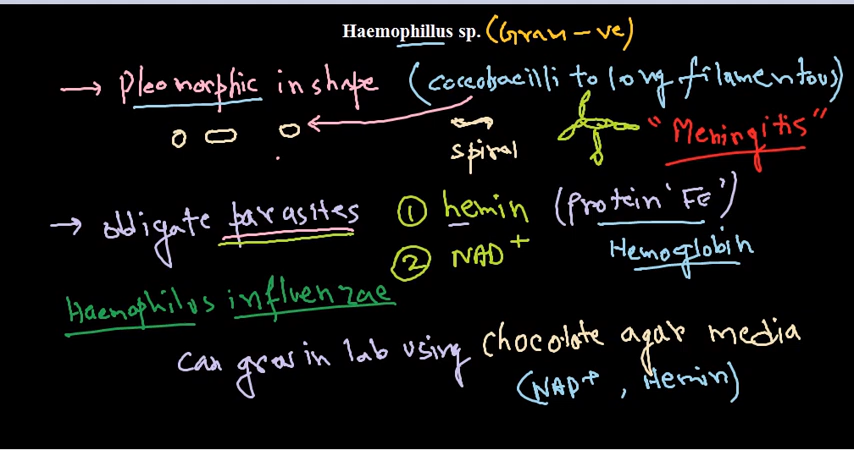 Haemophillus sp. (Gram -ve)
→ Pleomorphic in shape (coccobacilli to long filamentous)
spiral "Meningitis"
→ obligate parasites ① hemin (Protein 'Fe')
Hemoglobin
② NAD+
Haemophilus influenzae
can grow in lab using chocolate agar media
(NAD+, Hemin)